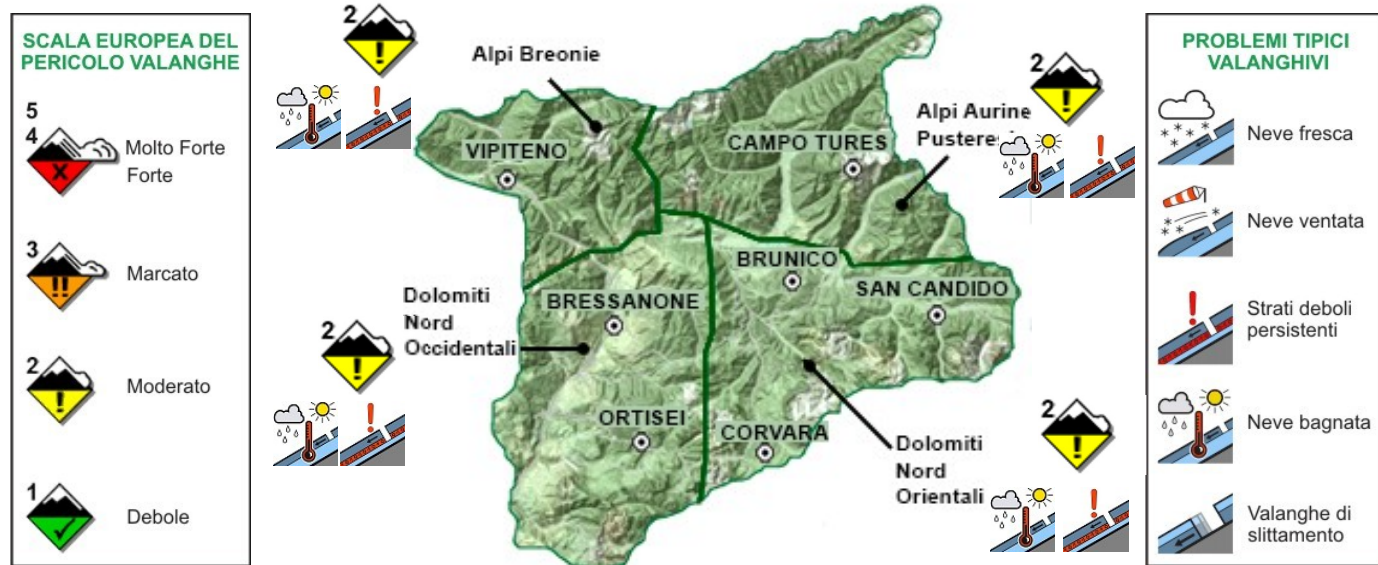 SCALA EUROPEA DEL
PERICOLO VALANGHE
5
4
Molto Forte
Forte
3
Marcato
2
Moderato
1
Debole
2
Alpi Breonie
VIPITENO
CAMPO TURES
2
Alpi Aurine
Dolomiti
Nord
Occidentali
2
BRESSANONE
BRUNICO
SAN CANDIDO
ORTISEI
CORVARA
Dolomiti
Nord
Orientali
2
PROBLEMI TIPICI
VALANGHIVI
Neve fresca
Neve ventata
Strati deboli
persistenti
Neve bagnata
Valanghe di
slittamento